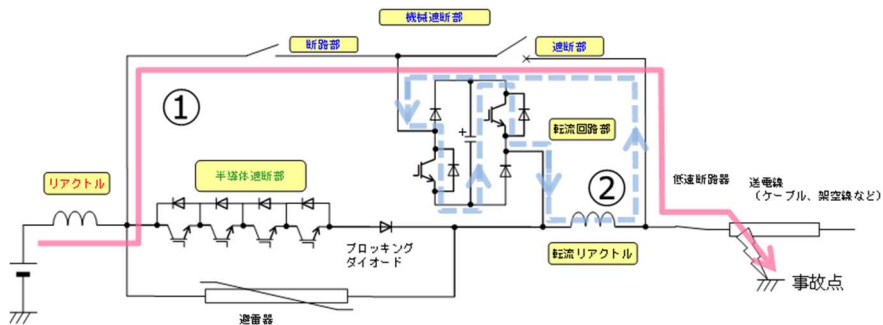 機械遮断部
断路部
遮断部
①
転流回路部
+
リアクトル
半導体遮断部
②
低速断路器
送電線
(ケーブル、架空線など)
ブロッキング
ダイオード
転流リアクトル
事故点
避雷器